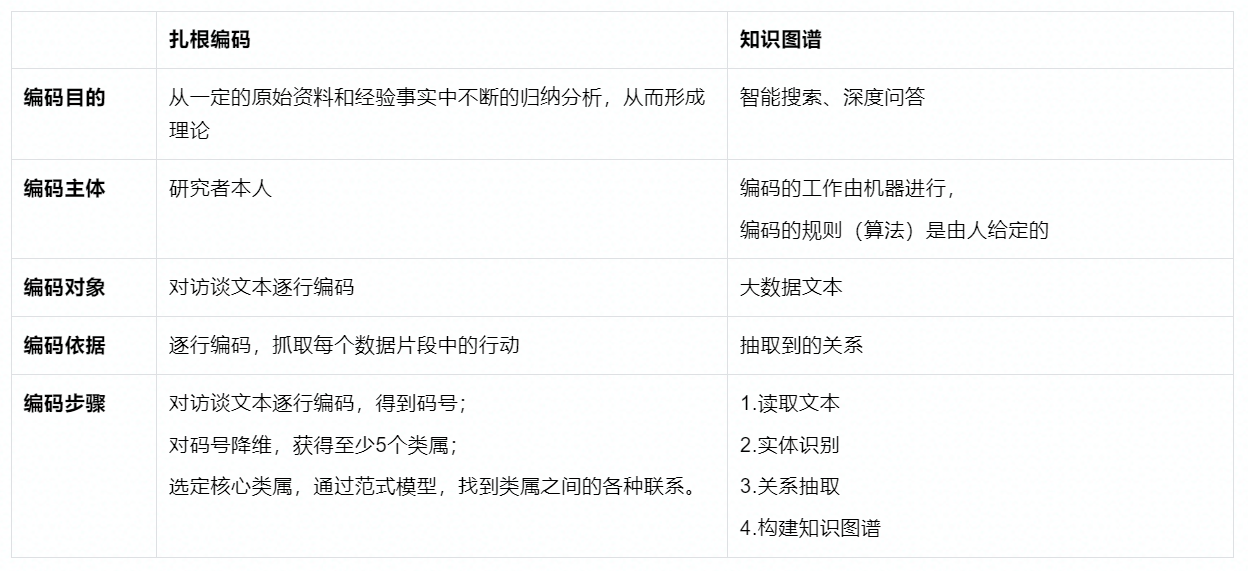 扎根编码
知识图谱
编码目的
从一定的原始资料和经验事实中不断的归纳分析，从而形成
理论
智能搜索、深度问答
编码主体
研究者本人
编码的工作由机器进行，
编码的规则（算法）是由人给定的
编码对象
对访谈文本逐行编码
大数据文本
编码依据
逐行编码，抓取每个数据片段中的行动
抽取到的关系
编码步骤
对访谈文本逐行编码，得到码号；
对码号降维，获得至少5个类属；
选定核心类属，通过范式模型，找到类属之间的各种联系。
1.读取文本
2.实体识别
3.关系抽取
4.构建知识图谱